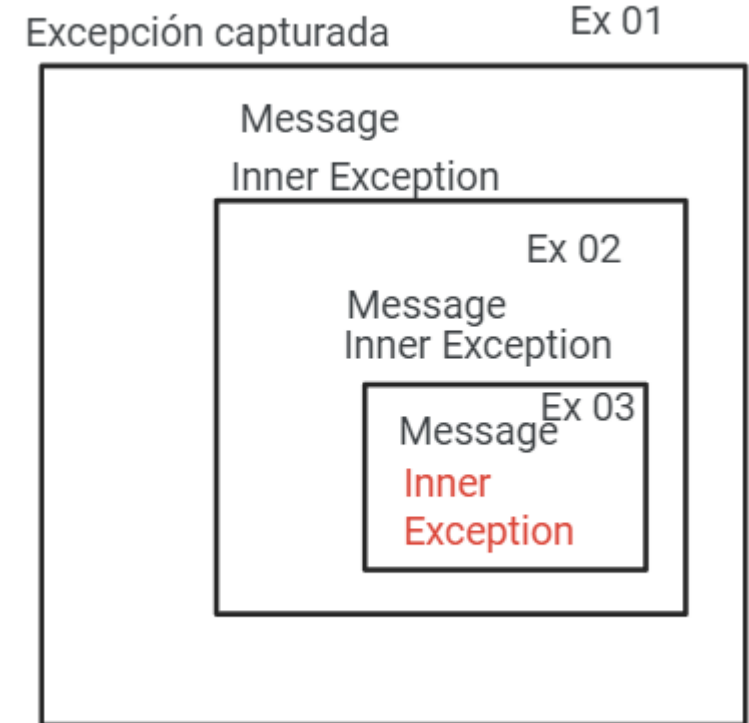 Excepción capturada
Ex 01
Message
Inner Exception
Ex 02
Message
Inner Exception
Ex 03
Message
Inner
Exception